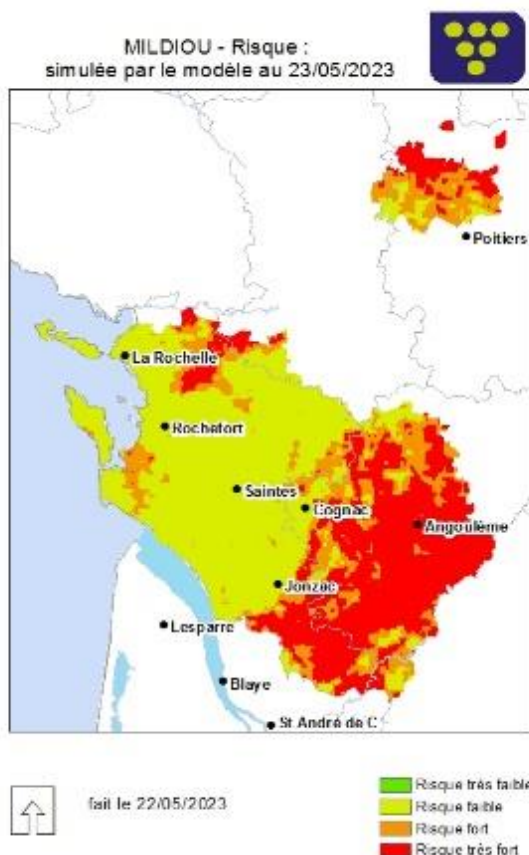 MILDIOU - Risque :
simulée par le modèle au 23/05/2023
Poitiers
La Rochelle
Rochefort
Saintes
Cognac
Angoulème
Jonzac
Lesparre
Blaye
St André de C
fait le 22/05/2023
Risque très faible
Risque faible
Risque fort
Risque très fort